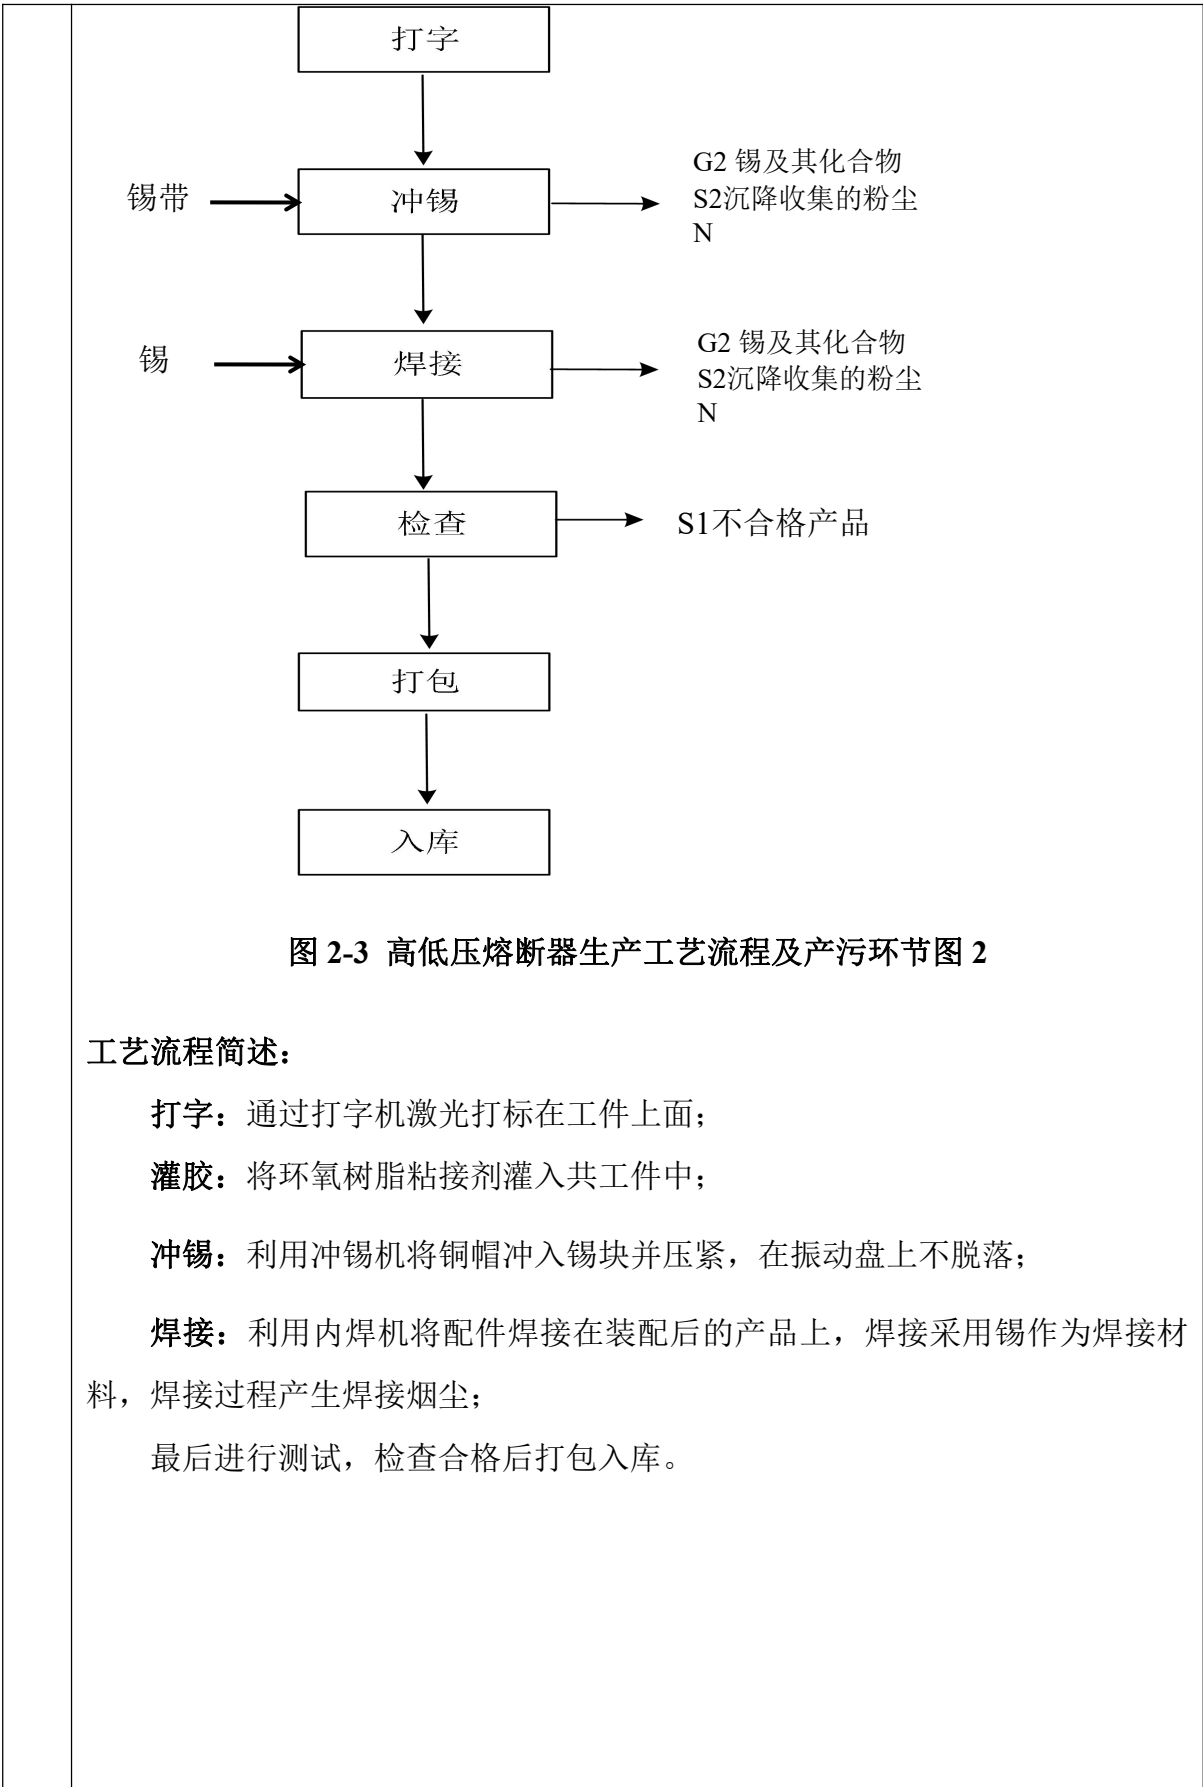 打字
锡带
冲锡
G2 锡及其化合物
S2沉降收集的粉尘
N
锡
焊接
G2 锡及其化合物
S2沉降收集的粉尘
N
检查
S1不合格产品
打包
入库
图 2-3 高低压熔断器生产工艺流程及产污环节图 2
工艺流程简述：
打字：通过打字机激光打标在工件上面；
灌胶：将环氧树脂粘接剂灌入共工件中；
冲锡：利用冲锡机将铜帽冲入锡块并压紧，在振动盘上不脱落；
焊接：利用内焊机将配件焊接在装配后的产品上，焊接采用锡作为焊接材
料，焊接过程产生焊接烟尘；
最后进行测试，检查合格后打包入库。